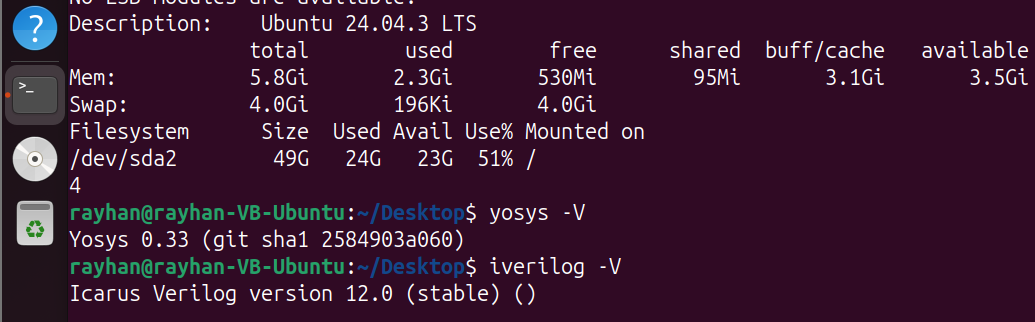 No LSB modules are available.
Description:    Ubuntu 24.04.3 LTS
               total        used        free      shared  buff/cache   available
Mem:           5.8Gi       2.3Gi       530Mi        95Mi       3.1Gi       3.5Gi
Swap:          4.0Gi       196Ki       4.0Gi
Filesystem      Size  Used Avail Use% Mounted on
/dev/sda2        49G   24G   23G  51% /
4
rayhan@rayhan-VB-Ubuntu:~/Desktop$ yosys -V
Yosys 0.33 (git sha1 2584903a060)
rayhan@rayhan-VB-Ubuntu:~/Desktop$ iverilog -V
Icarus Verilog version 12.0 (stable) ()